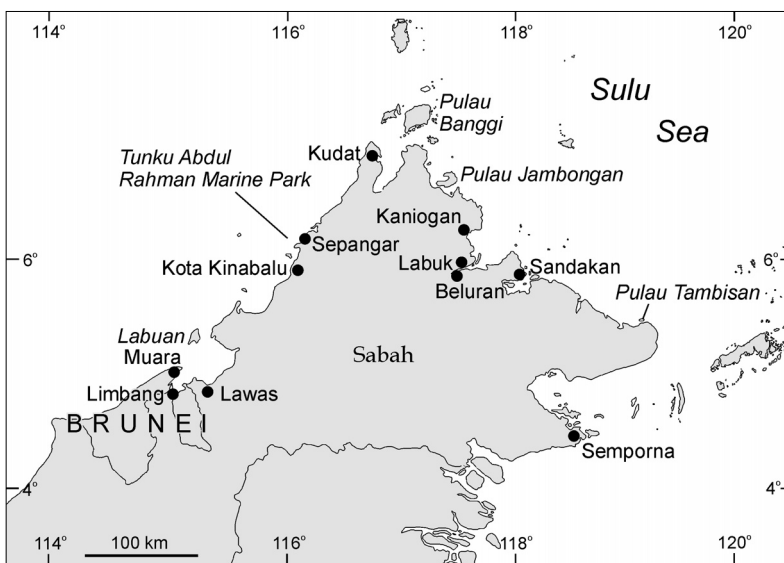 114°
116°
118°
120°
Sulu
Sea
Pulau
Banggi
Tunku Abdul
Rahman Marine Park
Kudat
Pulau Jambongan
Kaniogan
Sepangar
6°
6°
Kota Kinabalu
Labuk
Sandakan
Beluran
Pulau Tambisan
Labuan
Muara
Sabah
Limbang
Lawas
BRUNEI
Semporna
4°
4°
114°
100 km
116°
118°
120°